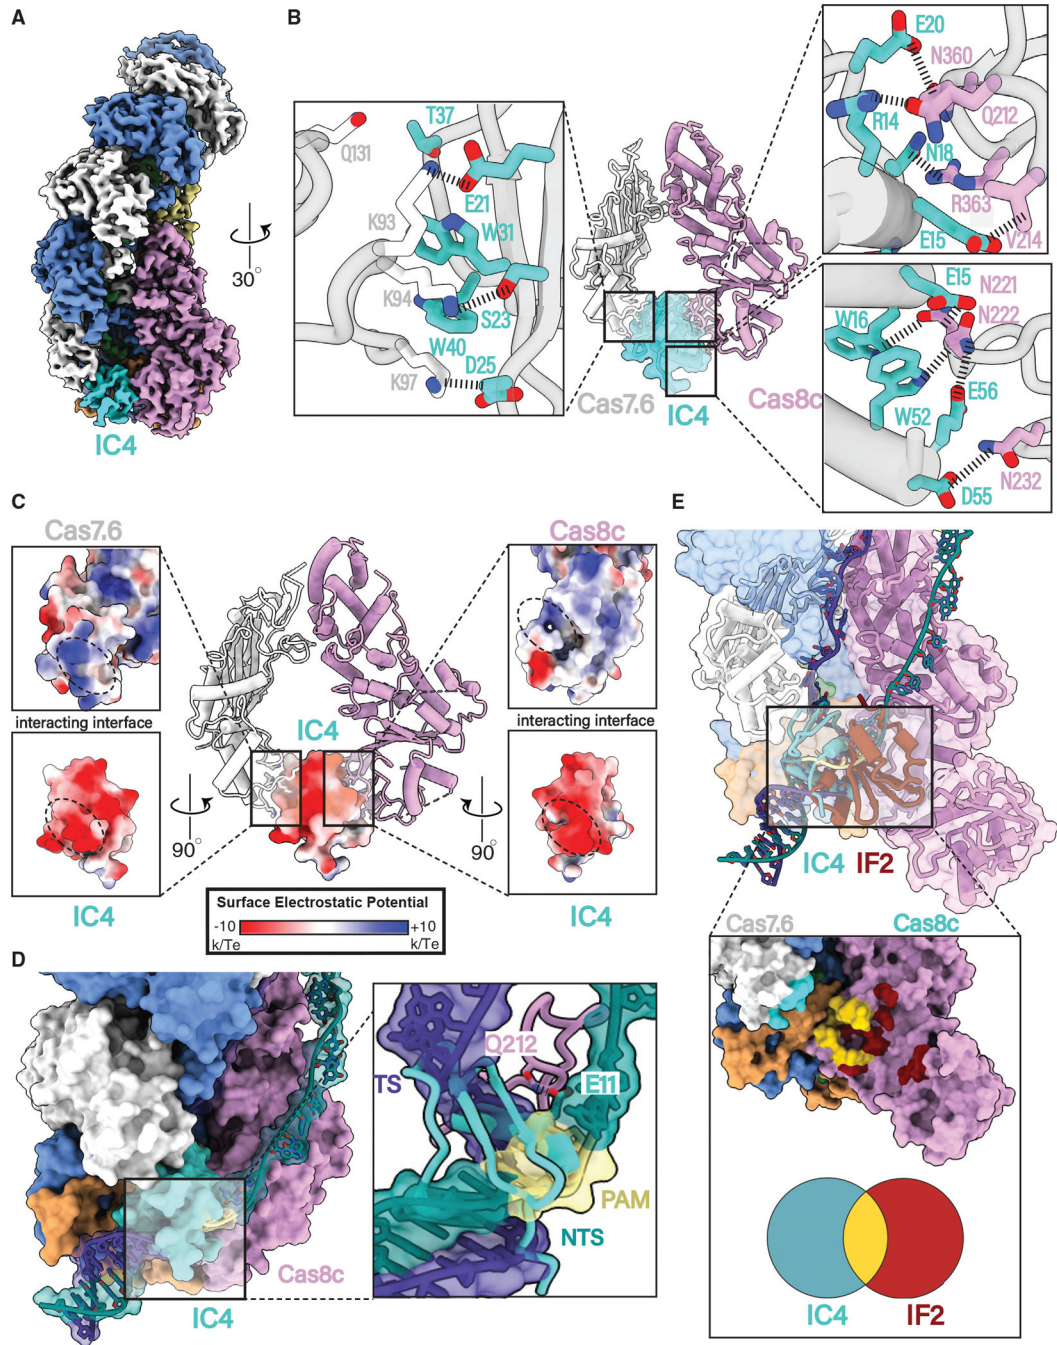 A
30°
IC4
B
T37
Q131
E21
K93
W31
K94
S23
W40
D25
K97
Cas7.6
IC4
Cas8c
E20
N360
R14
Q212
N18
R363
E15
V214
E15
N221
W16
N222
E56
W52
D55
N232
C
Cas7.6
Cas8c
interacting interface
IC4
interacting interface
90°
90°
IC4
IC4
Surface Electrostatic Potential
-10
+10
k/Te
k/Te
D
Cas8c
IC4
Q212
TS
E11
PAM
NTS
E
IC4
IF2
Cas7.6
Cas8c
IC4
IF2